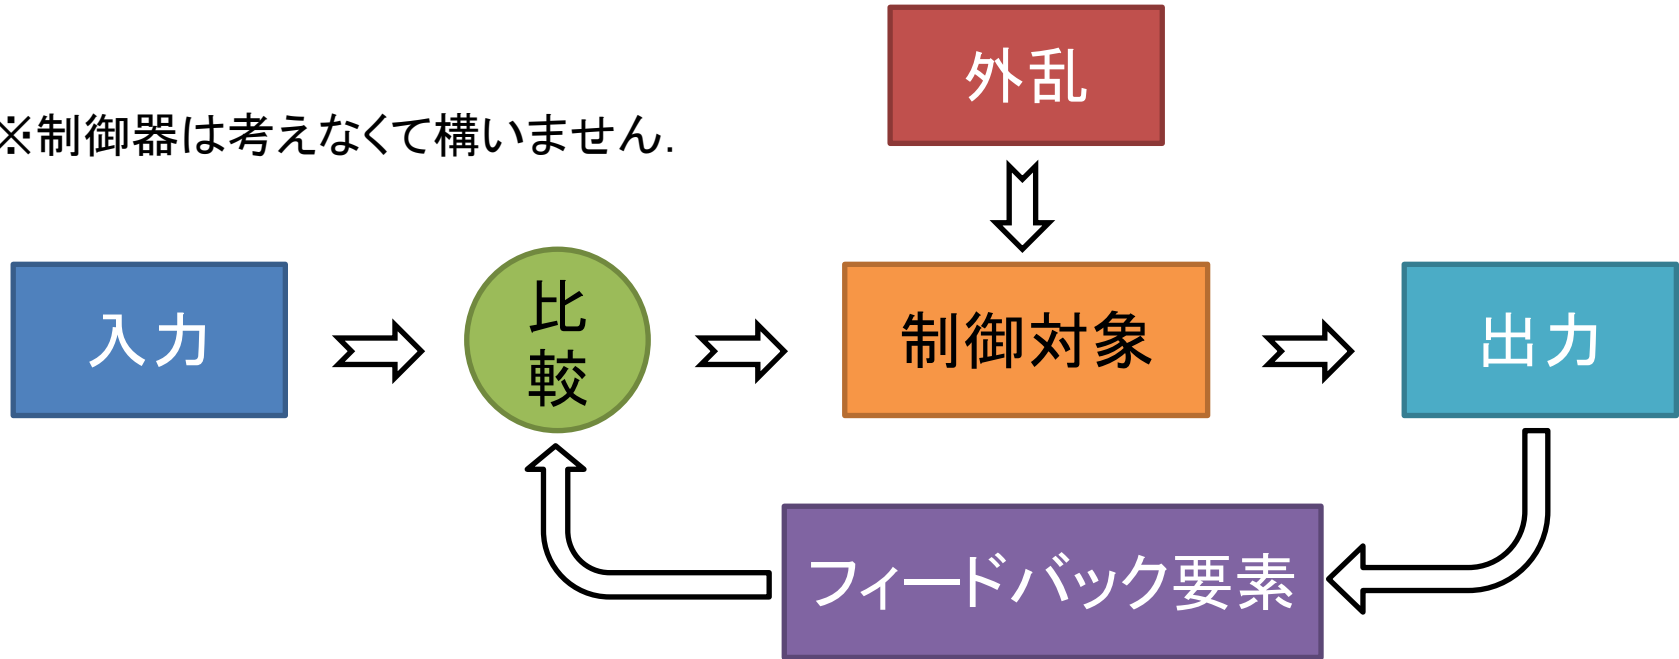 外乱
※制御器は考えなくて構いません.
入力
比
較
制御対象
出力
フィードバック要素